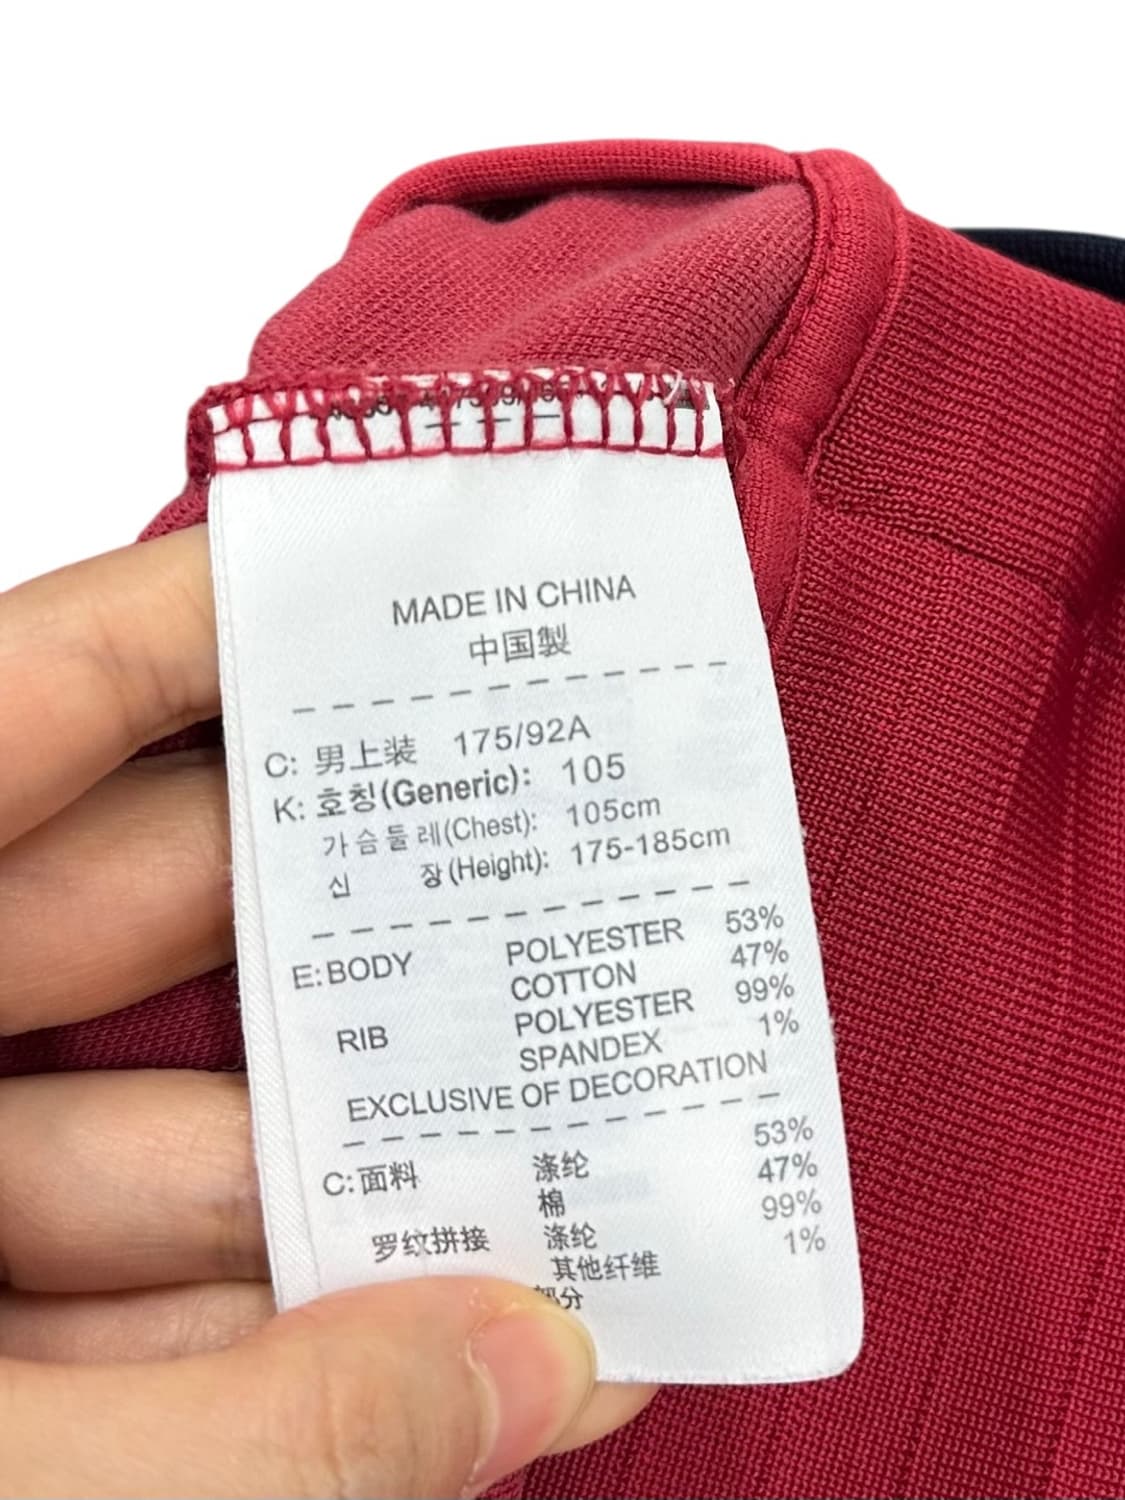 MADE IN CHINA
中国製
C: 男上装 175/92A
K: 호칭(Generic): 105
가슴둘레(Chest): 105cm
신 장(Height): 175-185cm
E: BODY POLYESTER 53%
COTTON 47%
RIB POLYESTER 99%
SPANDEX 1%
EXCLUSIVE OF DECORATION
C: 面料 涤纶 53%
棉 47%
罗纹拼接 涤纶 99%
其他纤维 1%
部分